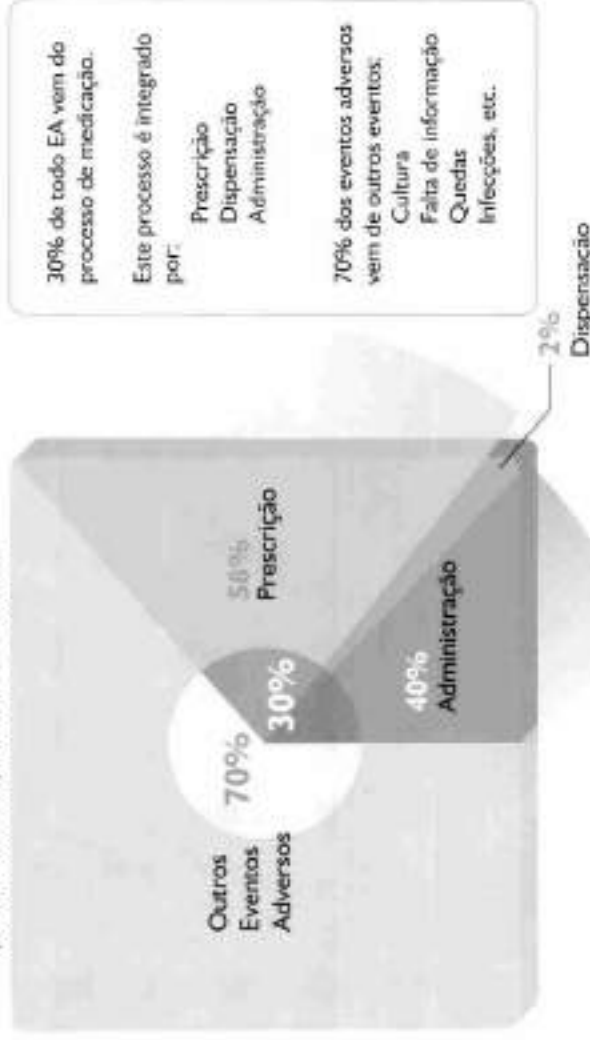 Outros
Eventos
Adversos
70%
30%
58%
Prescrição
40%
Administração
2%
Dispensação
30% de todo EA vem do
processo de medicação.
Este processo é integrado
por:
Prescrição
Dispensação
Administração
70% dos eventos adversos
vem de outros eventos:
Cultura
Falta de informação
Quedas
Infecções, etc.